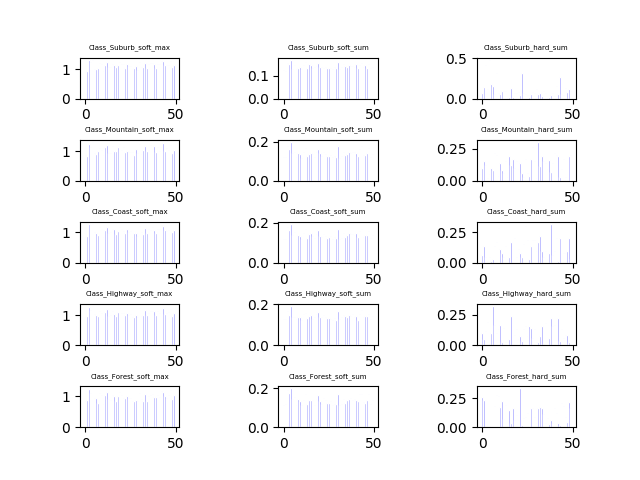 Class_Suburb_soft_max Class_Suburb_soft_sum Class_Suburb_hard_sum
1 0.1 0.5
0 0.0 0.0
0 50 0 50 0 50
Class_Mountain_soft_max Class_Mountain_soft_sum Class_Mountain_hard_sum
1 0.2 0.25
0 0.0 0.00
0 50 0 50 0 50
Class_Coast_soft_max Class_Coast_soft_sum Class_Coast_hard_sum
1 0.2 0.25
0 0.0 0.00
0 50 0 50 0 50
Class_Highway_soft_max Class_Highway_soft_sum Class_Highway_hard_sum
1 0.2 0.25
0 0.0 0.00
0 50 0 50 0 50
Class_Forest_soft_max Class_Forest_soft_sum Class_Forest_hard_sum
1 0.2 0.25
0 0.0 0.00
0 50 0 50 0 50